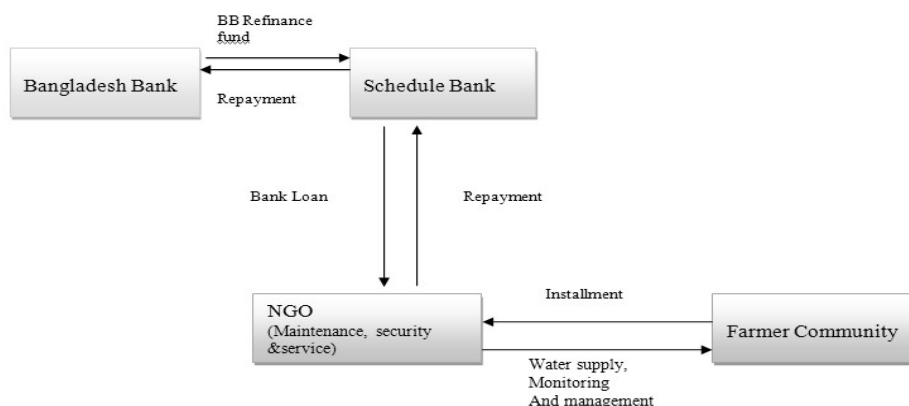 BB Refinance
fund
Bangladesh Bank
Schedule Bank
Repayment
Bank Loan
Repayment
NGO
(Maintenance, security
&service)
Installment
Farmer Community
Water supply,
Monitoring
And management